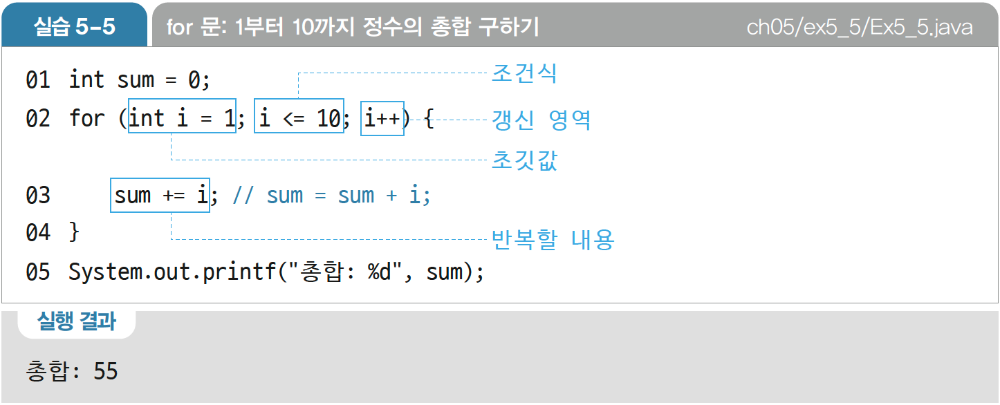 실습 5-5 for 문: 1부터 10까지 정수의 총합 구하기 ch05/ex5_5/Ex5_5.java
01 int sum = 0; 조건식
02 for (int i = 1; i <= 10; i++) { 갱신 영역
초깃값
03 sum += i; // sum = sum + i;
04 } 반복할 내용
05 System.out.printf("총합: %d", sum);
실행 결과
총합: 55